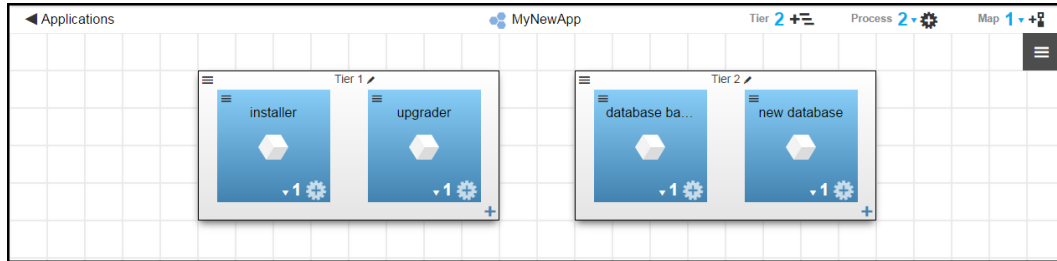 Applications
MyNewApp
Tier 2
Process 2
Map 1
Tier 1
installer
1
upgrader
1
Tier 2
database ba...
1
new database
1